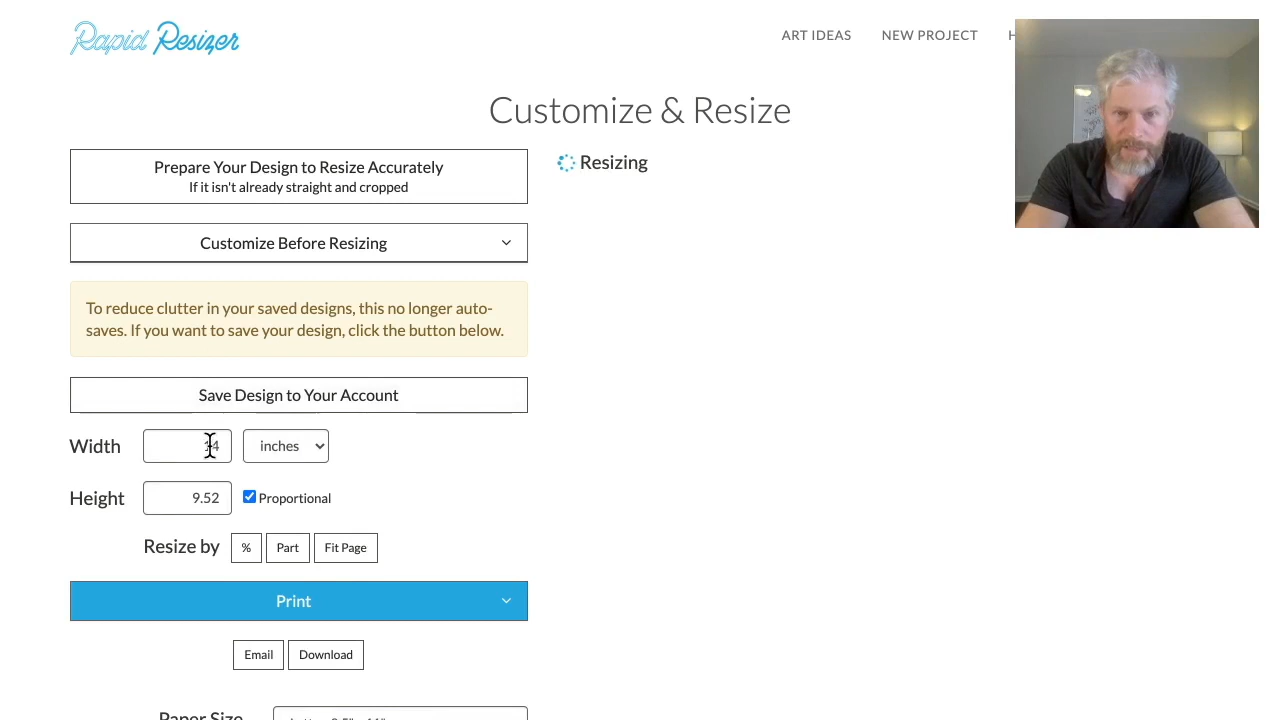 Rapid Resizer
ART IDEAS
NEW PROJECT
H
Customize & Resize
Prepare Your Design to Resize Accurately
If it isn't already straight and cropped
Resizing
Customize Before Resizing
To reduce clutter in your saved designs, this no longer auto-
saves. If you want to save your design, click the button below.
Save Design to Your Account
Width
14
inches
Height
9.52
Proportional
Resize by
%
Part
Fit Page
Print
Email
Download
Paper Size